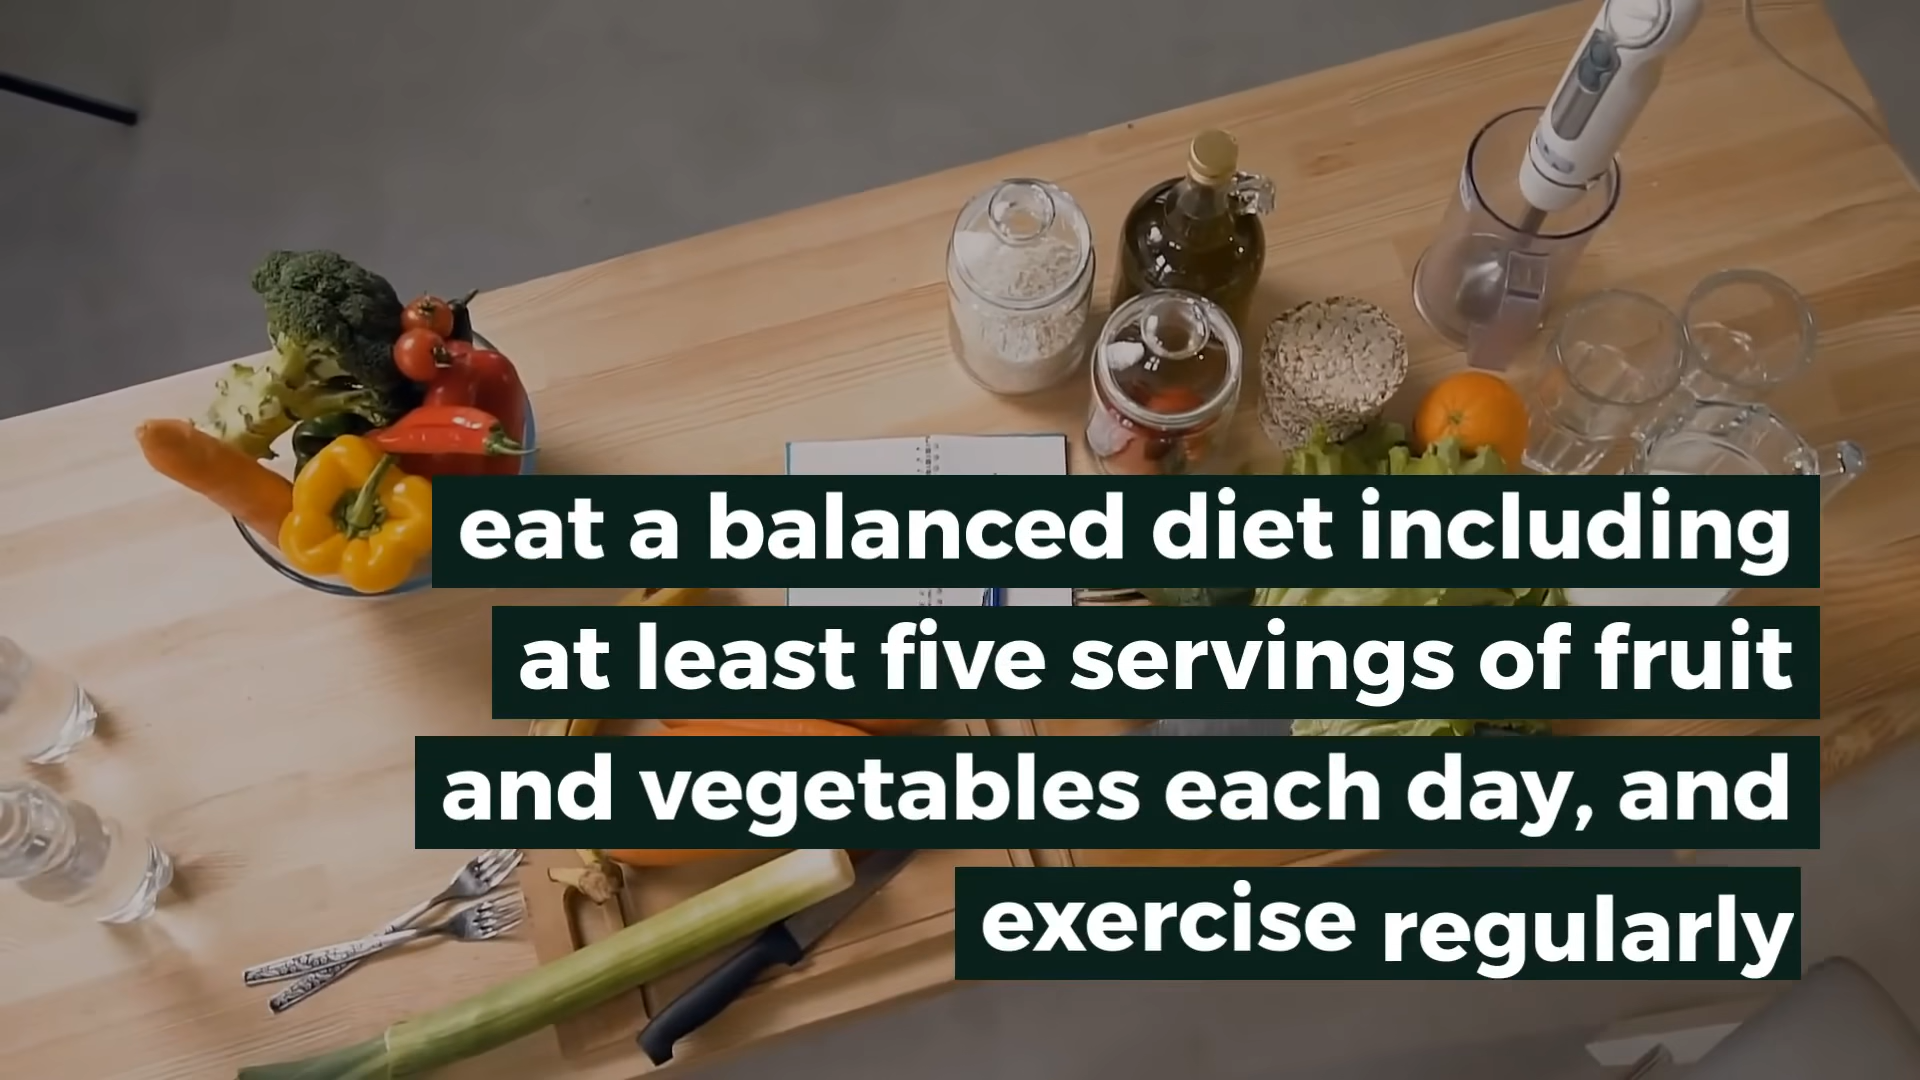 eat a balanced diet including
at least five servings of fruit
and vegetables each day, and
exercise regularly